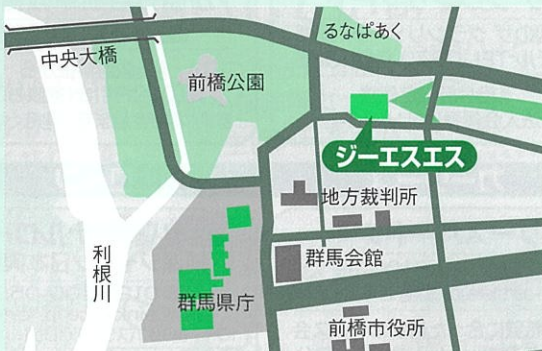 るなぱあく
中央大橋
前橋公園
ジーエスエス
地方裁判所
利根川
群馬会館
群馬県庁
前橋市役所